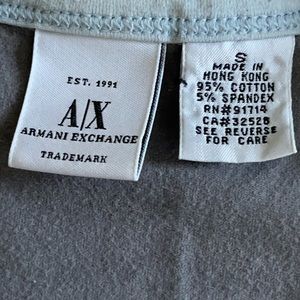 EST. 1991
A/X
ARMANI EXCHANGE
TRADEMARK
S
MADE IN
HONG KONG
95% COTTON
5% SPANDEX
RN#91714
CA#32528
SEE REVERSE
FOR CARE